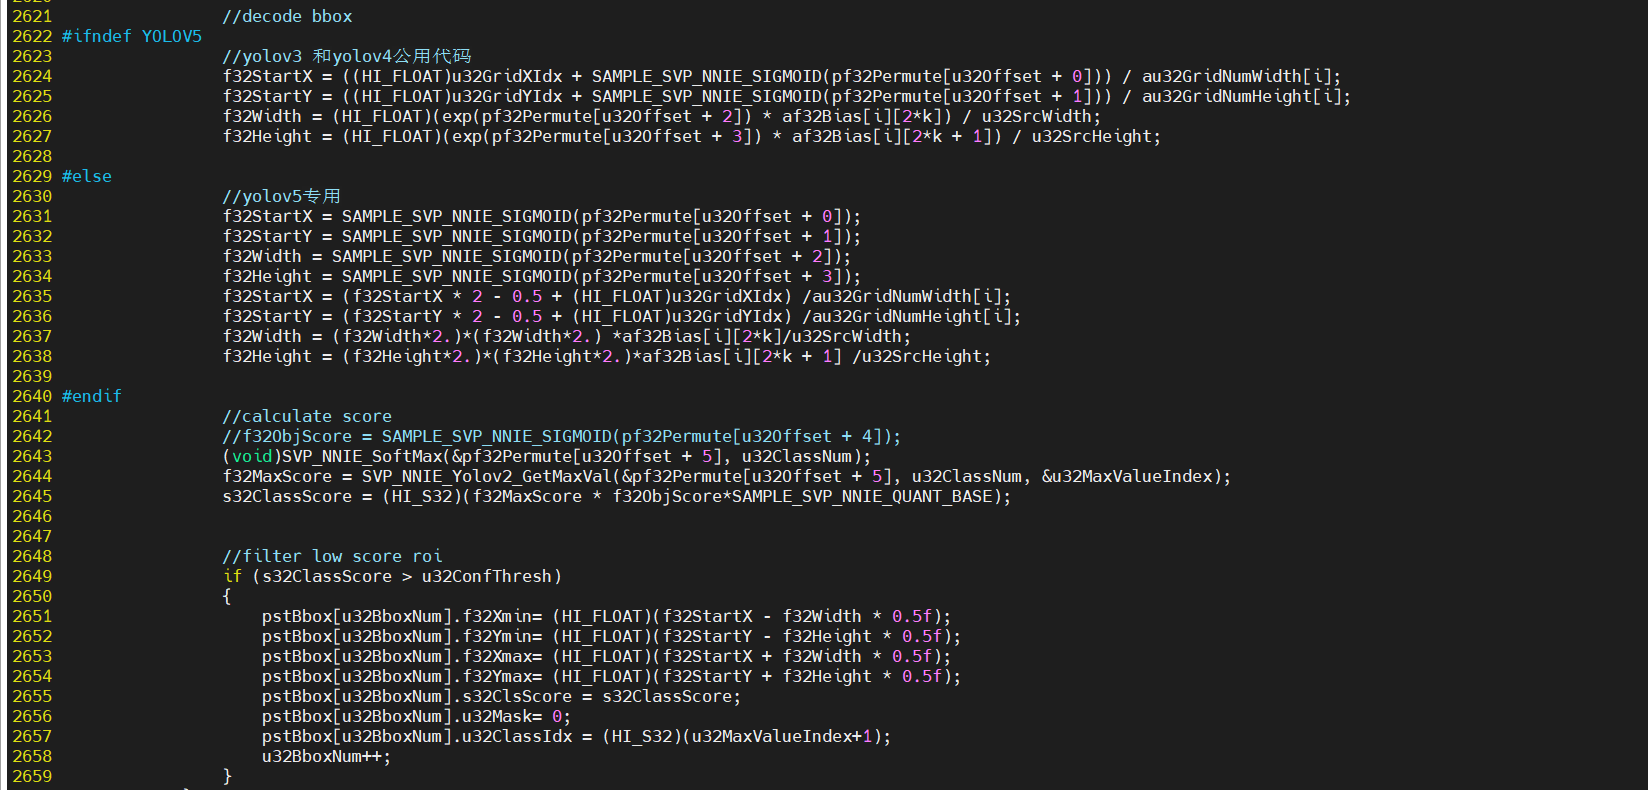 2621                 //decode bbox
2622 #ifndef YOLOV5
2623                 //yolov3 和yolov4公用代码
2624                 f32StartX = ((HI_FLOAT)u32GridXIdx + SAMPLE_SVP_NNIE_SIGMOID(pf32Permute[u32Offset + 0])) / au32GridNumWidth[i];
2625                 f32StartY = ((HI_FLOAT)u32GridYIdx + SAMPLE_SVP_NNIE_SIGMOID(pf32Permute[u32Offset + 1])) / au32GridNumHeight[i];
2626                 f32Width = (HI_FLOAT)(exp(pf32Permute[u32Offset + 2]) * af32Bias[i][2*k]) / u32SrcWidth;
2627                 f32Height = (HI_FLOAT)(exp(pf32Permute[u32Offset + 3]) * af32Bias[i][2*k + 1]) / u32SrcHeight;
2628
2629 #else
2630                 //yolov5专用
2631                 f32StartX = SAMPLE_SVP_NNIE_SIGMOID(pf32Permute[u32Offset + 0]);
2632                 f32StartY = SAMPLE_SVP_NNIE_SIGMOID(pf32Permute[u32Offset + 1]);
2633                 f32Width = SAMPLE_SVP_NNIE_SIGMOID(pf32Permute[u32Offset + 2]);
2634                 f32Height = SAMPLE_SVP_NNIE_SIGMOID(pf32Permute[u32Offset + 3]);
2635                 f32StartX = (f32StartX * 2 - 0.5 + (HI_FLOAT)u32GridXIdx) /au32GridNumWidth[i];
2636                 f32StartY = (f32StartY * 2 - 0.5 + (HI_FLOAT)u32GridYIdx) /au32GridNumHeight[i];
2637                 f32Width = (f32Width*2.)*(f32Width*2.) *af32Bias[i][2*k]/u32SrcWidth;
2638                 f32Height = (f32Height*2.)*(f32Height*2.)*af32Bias[i][2*k + 1] /u32SrcHeight;
2639
2640 #endif
2641                 //calculate score
2642                 //f32ObjScore = SAMPLE_SVP_NNIE_SIGMOID(pf32Permute[u32Offset + 4]);
2643                 (void)SVP_NNIE_SoftMax(&pf32Permute[u32Offset + 5], u32ClassNum);
2644                 f32MaxScore = SVP_NNIE_Yolov2_GetMaxVal(&pf32Permute[u32Offset + 5], u32ClassNum, &u32MaxValueIndex);
2645                 s32ClassScore = (HI_S32)(f32MaxScore * f32ObjScore*SAMPLE_SVP_NNIE_QUANT_BASE);
2646
2647
2648                 //filter low score roi
2649                 if (s32ClassScore > u32ConfThresh)
2650                 {
2651                     pstBbox[u32BboxNum].f32Xmin= (HI_FLOAT)(f32StartX - f32Width * 0.5f);
2652                     pstBbox[u32BboxNum].f32Ymin= (HI_FLOAT)(f32StartY - f32Height * 0.5f);
2653                     pstBbox[u32BboxNum].f32Xmax= (HI_FLOAT)(f32StartX + f32Width * 0.5f);
2654                     pstBbox[u32BboxNum].f32Ymax= (HI_FLOAT)(f32StartY + f32Height * 0.5f);
2655                     pstBbox[u32BboxNum].s32ClsScore = s32ClassScore;
2656                     pstBbox[u32BboxNum].u32Mask= 0;
2657                     pstBbox[u32BboxNum].u32ClassIdx = (HI_S32)(u32MaxValueIndex+1);
2658                     u32BboxNum++;
2659                 }